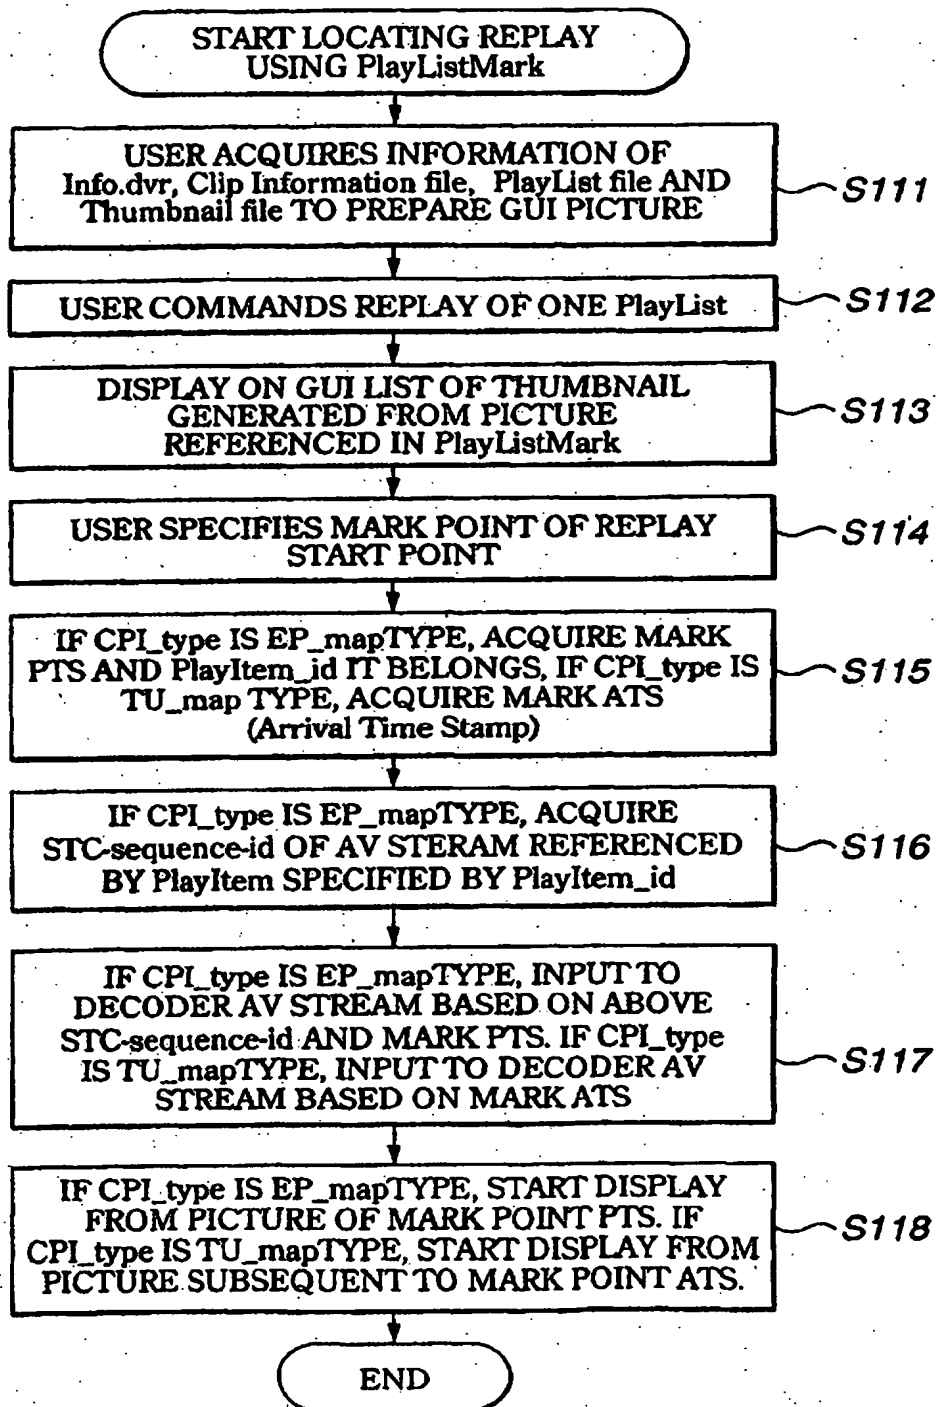 START LOCATING REPLAY
USING PlayListMark
USER ACQUIRES INFORMATION OF
Info.dvr, Clip Information file, PlayList file AND
Thumbnail file TO PREPARE GUI PICTURE
S111
USER COMMANDS REPLAY OF ONE PlayList
S112
DISPLAY ON GUI LIST OF THUMBNAIL
GENERATED FROM PICTURE
REFERENCED IN PlayListMark
S113
USER SPECIFIES MARK POINT OF REPLAY
START POINT
S114
IF CPI_type IS EP_mapTYPE, ACQUIRE MARK
PTS AND PlayItem_id IT BELONGS, IF CPI_type IS
TU_map TYPE, ACQUIRE MARK ATS
(Arrival Time Stamp)
S115
IF CPI_type IS EP_mapTYPE, ACQUIRE
STC-sequence-id OF AV STERAM REFERENCED
BY PlayItem SPECIFIED BY PlayItem_id
S116
IF CPI_type IS EP_mapTYPE, INPUT TO
DECODER AV STREAM BASED ON ABOVE
STC-sequence-id AND MARK PTS. IF CPI_type
IS TU_mapTYPE, INPUT TO DECODER AV
STREAM BASED ON MARK ATS
S117
IF CPI_type IS EP_mapTYPE, START DISPLAY
FROM PICTURE OF MARK POINT PTS. IF
CPI_type IS TU_mapTYPE, START DISPLAY FROM
PICTURE SUBSEQUENT TO MARK POINT ATS.
S118
END